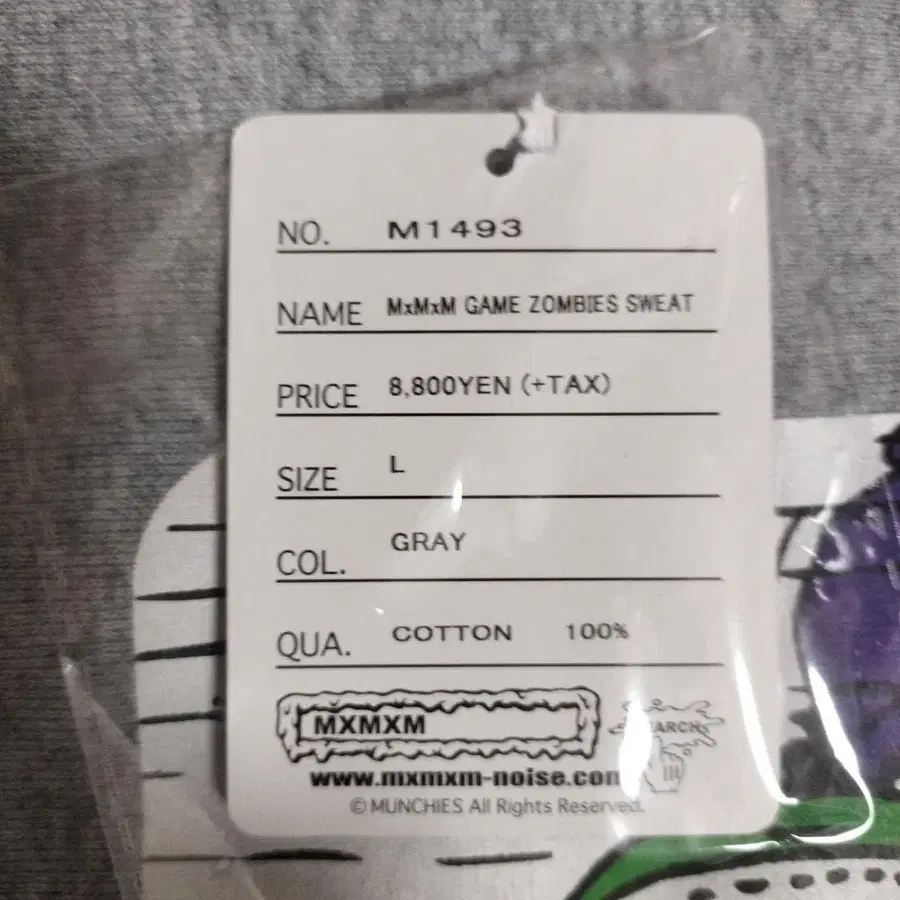 NO. M1493
NAME MxMxM GAME ZOMBIES SWEAT
PRICE 8,800YEN (+TAX)
SIZE L
COL. GRAY
QUA. COTTON 100%
MXMXM
www.mxmxm-noise.com
© MUNCHIES All Rights Reserved.